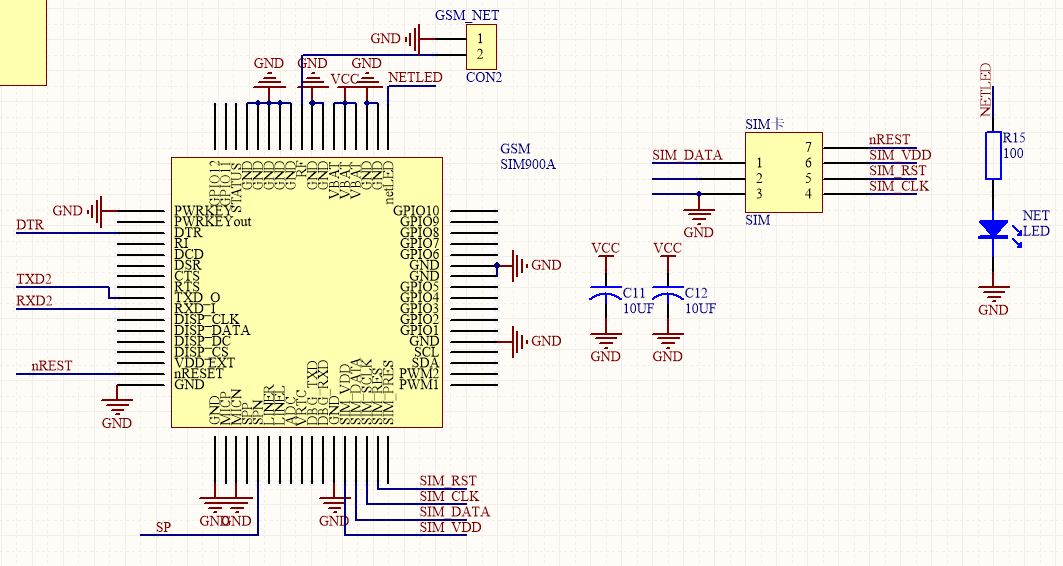 GSM_NET
GND
1
2
CON2
GND
GND
VCC
GND
NETLED
GSM
SIM900A
GPIO12
GPIO11
STATUS
GND
GND
GND
GND
GND
RF
GND
GND
VBAT
VBAT
VBAT
GND
GND
netLED
GND
DTR
TXD2
RXD2
nREST
GND
PWRKEY
PWRKEYout
DTR
RI
DCD
DSR
CTS
RTS
TXD_O
RXD_I
DISP_CLK
DISP_DATA
DISP_DC
DISP_CS
VDD_EXT
nRESET
GND
GPIO10
GPIO9
GPIO8
GPIO7
GPIO6
GND
GND
GPIO5
GPIO4
GPIO3
GPIO2
GPIO1
GND
SCL
SDA
PWM2
PWM1
GND
GND
GND
MICP
MICN
SPP
SPN
LINER
LINEL
ADC
VRTC
DBG_TXD
DBG_RXD
GND
SIM_VDD
SIM_DATA
SIM_SCLK
SIM_RES
SIM_PRES
GND
GND
GND
SP
SIM_RST
SIM_CLK
SIM_DATA
SIM_VDD
SIM卡
SIM_DATA
1
2
3
7
6
5
4
nREST
SIM_VDD
SIM_RST
SIM_CLK
SIM
GND
VCC
C11
10UF
GND
VCC
C12
10UF
GND
NETLED
R15
100
NET
LED
GND